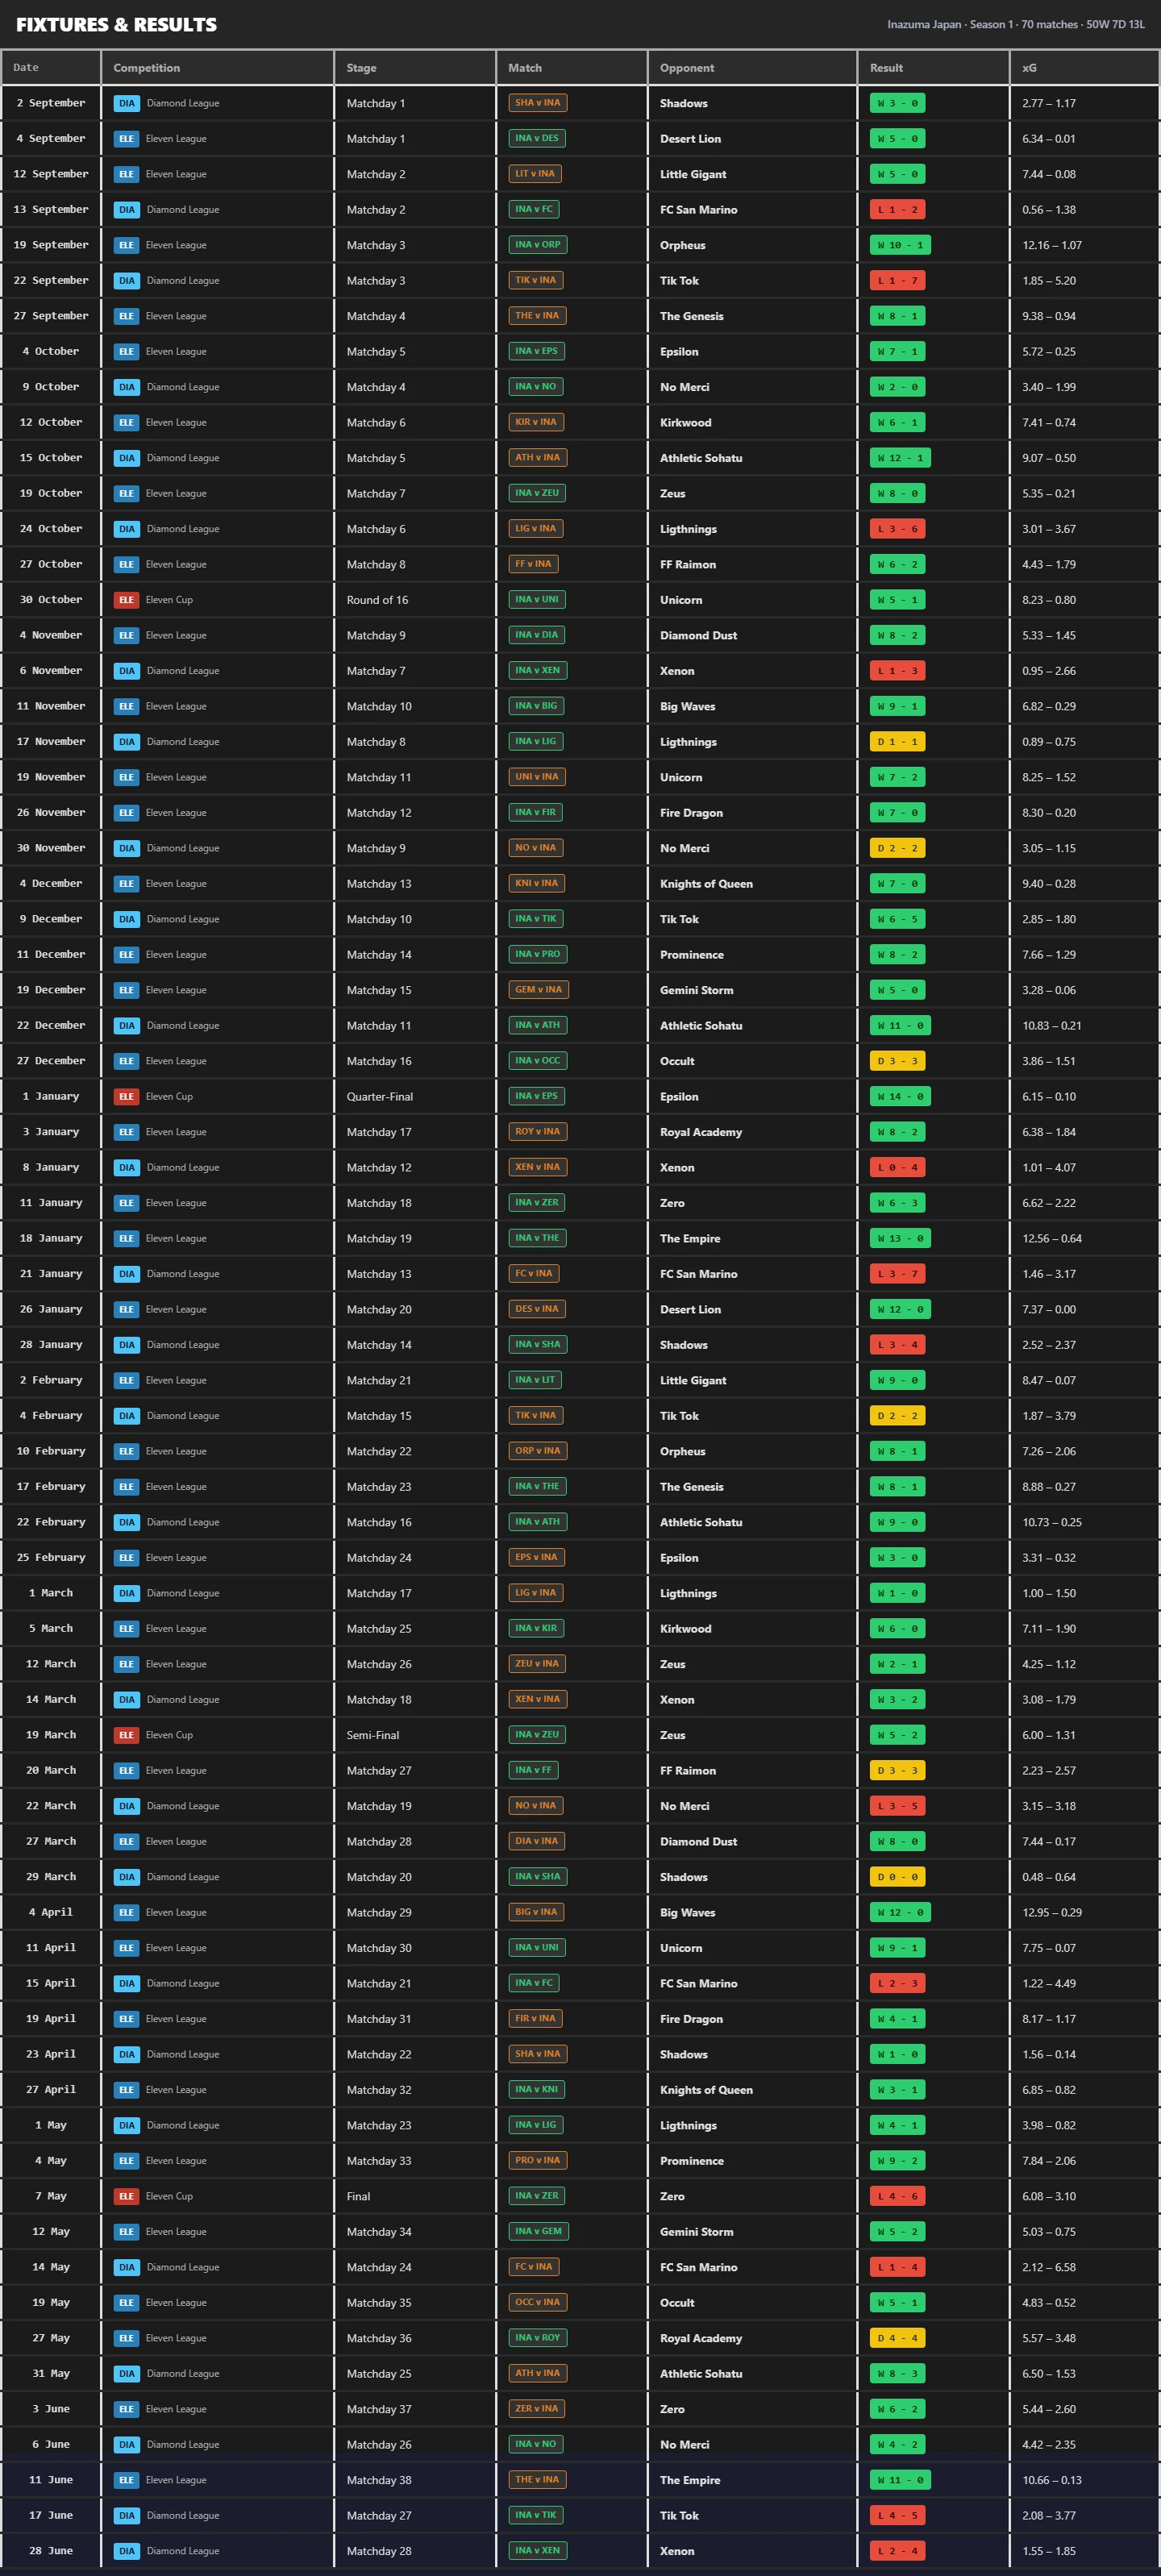 FIXTURES & RESULTS
Inazuma Japan · Season 1 · 70 matches · 50W 7D 13L
Date Competition Stage Match Opponent Result xG
2 September DIA Diamond League Matchday 1 SHA v INA Shadows W 3 - 0 2.77 – 1.17
4 September ELE Eleven League Matchday 1 INA v DES Desert Lion W 5 - 0 6.34 – 0.01
12 September ELE Eleven League Matchday 2 LIT v INA Little Gigant W 5 - 0 7.44 – 0.08
13 September DIA Diamond League Matchday 2 INA v FC FC San Marino L 1 - 2 0.56 – 1.38
19 September ELE Eleven League Matchday 3 INA v ORP Orpheus W 10 - 1 12.16 – 1.07
22 September DIA Diamond League Matchday 3 TIK v INA Tik Tok L 1 - 7 1.85 – 5.20
27 September ELE Eleven League Matchday 4 THE v INA The Genesis W 8 - 1 9.38 – 0.94
4 October ELE Eleven League Matchday 5 INA v EPS Epsilon W 7 - 1 5.72 – 0.25
9 October DIA Diamond League Matchday 4 INA v NO No Merci W 2 - 0 3.40 – 1.99
12 October ELE Eleven League Matchday 6 KIR v INA Kirkwood W 6 - 1 7.41 – 0.74
15 October DIA Diamond League Matchday 5 ATH v INA Athletic Sohatu W 12 - 1 9.07 – 0.50
19 October ELE Eleven League Matchday 7 INA v ZEU Zeus W 8 - 0 5.35 – 0.21
24 October DIA Diamond League Matchday 6 LIG v INA Ligthnings L 3 - 6 3.01 – 3.67
27 October ELE Eleven League Matchday 8 FF v INA FF Raimon W 6 - 2 4.43 – 1.79
30 October ELE Eleven Cup Round of 16 INA v UNI Unicorn W 5 - 1 8.23 – 0.80
4 November ELE Eleven League Matchday 9 INA v DIA Diamond Dust W 8 - 2 5.33 – 1.45
6 November DIA Diamond League Matchday 7 INA v XEN Xenon L 1 - 3 0.95 – 2.66
11 November ELE Eleven League Matchday 10 INA v BIG Big Waves W 9 - 1 6.82 – 0.29
17 November DIA Diamond League Matchday 8 INA v LIG Ligthnings D 1 - 1 0.89 – 0.75
19 November ELE Eleven League Matchday 11 UNI v INA Unicorn W 7 - 2 8.25 – 1.52
26 November ELE Eleven League Matchday 12 INA v FIR Fire Dragon W 7 - 0 8.30 – 0.20
30 November DIA Diamond League Matchday 9 NO v INA No Merci D 2 - 2 3.05 – 1.15
4 December ELE Eleven League Matchday 13 KNI v INA Knights of Queen W 7 - 0 9.40 – 0.28
9 December DIA Diamond League Matchday 10 INA v TIK Tik Tok W 6 - 5 2.85 – 1.80
11 December ELE Eleven League Matchday 14 INA v PRO Prominence W 8 - 2 7.66 – 1.29
19 December ELE Eleven League Matchday 15 GEM v INA Gemini Storm W 5 - 0 3.28 – 0.06
22 December DIA Diamond League Matchday 11 INA v ATH Athletic Sohatu W 11 - 0 10.83 – 0.21
27 December ELE Eleven League Matchday 16 INA v OCC Occult D 3 - 3 3.86 – 1.51
1 January ELE Eleven Cup Quarter-Final INA v EPS Epsilon W 14 - 0 6.15 – 0.10
3 January ELE Eleven League Matchday 17 ROY v INA Royal Academy W 8 - 2 6.38 – 1.84
8 January DIA Diamond League Matchday 12 XEN v INA Xenon L 0 - 4 1.01 – 4.07
11 January ELE Eleven League Matchday 18 INA v ZER Zero W 6 - 3 6.62 – 2.22
18 January ELE Eleven League Matchday 19 INA v THE The Empire W 13 - 0 12.56 – 0.64
21 January DIA Diamond League Matchday 13 FC v INA FC San Marino L 3 - 7 1.46 – 3.17
26 January ELE Eleven League Matchday 20 DES v INA Desert Lion W 12 - 0 7.37 – 0.00
28 January DIA Diamond League Matchday 14 INA v SHA Shadows L 3 - 4 2.52 – 2.37
2 February ELE Eleven League Matchday 21 INA v LIT Little Gigant W 9 - 0 8.47 – 0.07
4 February DIA Diamond League Matchday 15 TIK v INA Tik Tok D 2 - 2 1.87 – 3.79
10 February ELE Eleven League Matchday 22 ORP v INA Orpheus W 8 - 1 7.26 – 2.06
17 February ELE Eleven League Matchday 23 INA v THE The Genesis W 8 - 1 8.88 – 0.27
22 February DIA Diamond League Matchday 16 INA v ATH Athletic Sohatu W 9 - 0 10.73 – 0.25
25 February ELE Eleven League Matchday 24 EPS v INA Epsilon W 3 - 0 3.31 – 0.32
1 March DIA Diamond League Matchday 17 LIG v INA Ligthnings W 1 - 0 1.00 – 1.50
5 March ELE Eleven League Matchday 25 INA v KIR Kirkwood W 6 - 0 7.11 – 1.90
12 March ELE Eleven League Matchday 26 ZEU v INA Zeus W 2 - 1 4.25 – 1.12
14 March DIA Diamond League Matchday 18 XEN v INA Xenon W 3 - 2 3.08 – 1.79
19 March ELE Eleven Cup Semi-Final INA v ZEU Zeus W 5 - 2 6.00 – 1.31
20 March ELE Eleven League Matchday 27 INA v FF FF Raimon D 3 - 3 2.23 – 2.57
22 March DIA Diamond League Matchday 19 NO v INA No Merci L 3 - 5 3.15 – 3.18
27 March ELE Eleven League Matchday 28 DIA v INA Diamond Dust W 8 - 0 7.44 – 0.17
29 March DIA Diamond League Matchday 20 INA v SHA Shadows D 0 - 0 0.48 – 0.64
4 April ELE Eleven League Matchday 29 BIG v INA Big Waves W 12 - 0 12.95 – 0.29
11 April ELE Eleven League Matchday 30 INA v UNI Unicorn W 9 - 1 7.75 – 0.07
15 April DIA Diamond League Matchday 21 INA v FC FC San Marino L 2 - 3 1.22 – 4.49
19 April ELE Eleven League Matchday 31 FIR v INA Fire Dragon W 4 - 1 8.17 – 1.17
23 April DIA Diamond League Matchday 22 SHA v INA Shadows W 1 - 0 1.56 – 0.14
27 April ELE Eleven League Matchday 32 INA v KNI Knights of Queen W 3 - 1 6.85 – 0.82
1 May DIA Diamond League Matchday 23 INA v LIG Ligthnings W 4 - 1 3.98 – 0.82
4 May ELE Eleven League Matchday 33 PRO v INA Prominence W 9 - 2 7.84 – 2.06
7 May ELE Eleven Cup Final INA v ZER Zero L 4 - 6 6.08 – 3.10
12 May ELE Eleven League Matchday 34 INA v GEM Gemini Storm W 5 - 2 5.03 – 0.75
14 May DIA Diamond League Matchday 24 FC v INA FC San Marino L 1 - 4 2.12 – 6.58
19 May ELE Eleven League Matchday 35 OCC v INA Occult W 5 - 1 4.83 – 0.52
27 May ELE Eleven League Matchday 36 INA v ROY Royal Academy D 4 - 4 5.57 – 3.48
31 May DIA Diamond League Matchday 25 ATH v INA Athletic Sohatu W 8 - 3 6.50 – 1.53
3 June ELE Eleven League Matchday 37 ZER v INA Zero W 6 - 2 5.44 – 2.60
6 June DIA Diamond League Matchday 26 INA v NO No Merci W 4 - 2 4.42 – 2.35
11 June ELE Eleven League Matchday 38 THE v INA The Empire W 11 - 0 10.66 – 0.13
17 June DIA Diamond League Matchday 27 INA v TIK Tik Tok L 4 - 5 2.08 – 3.77
28 June DIA Diamond League Matchday 28 INA v XEN Xenon L 2 - 4 1.55 – 1.85